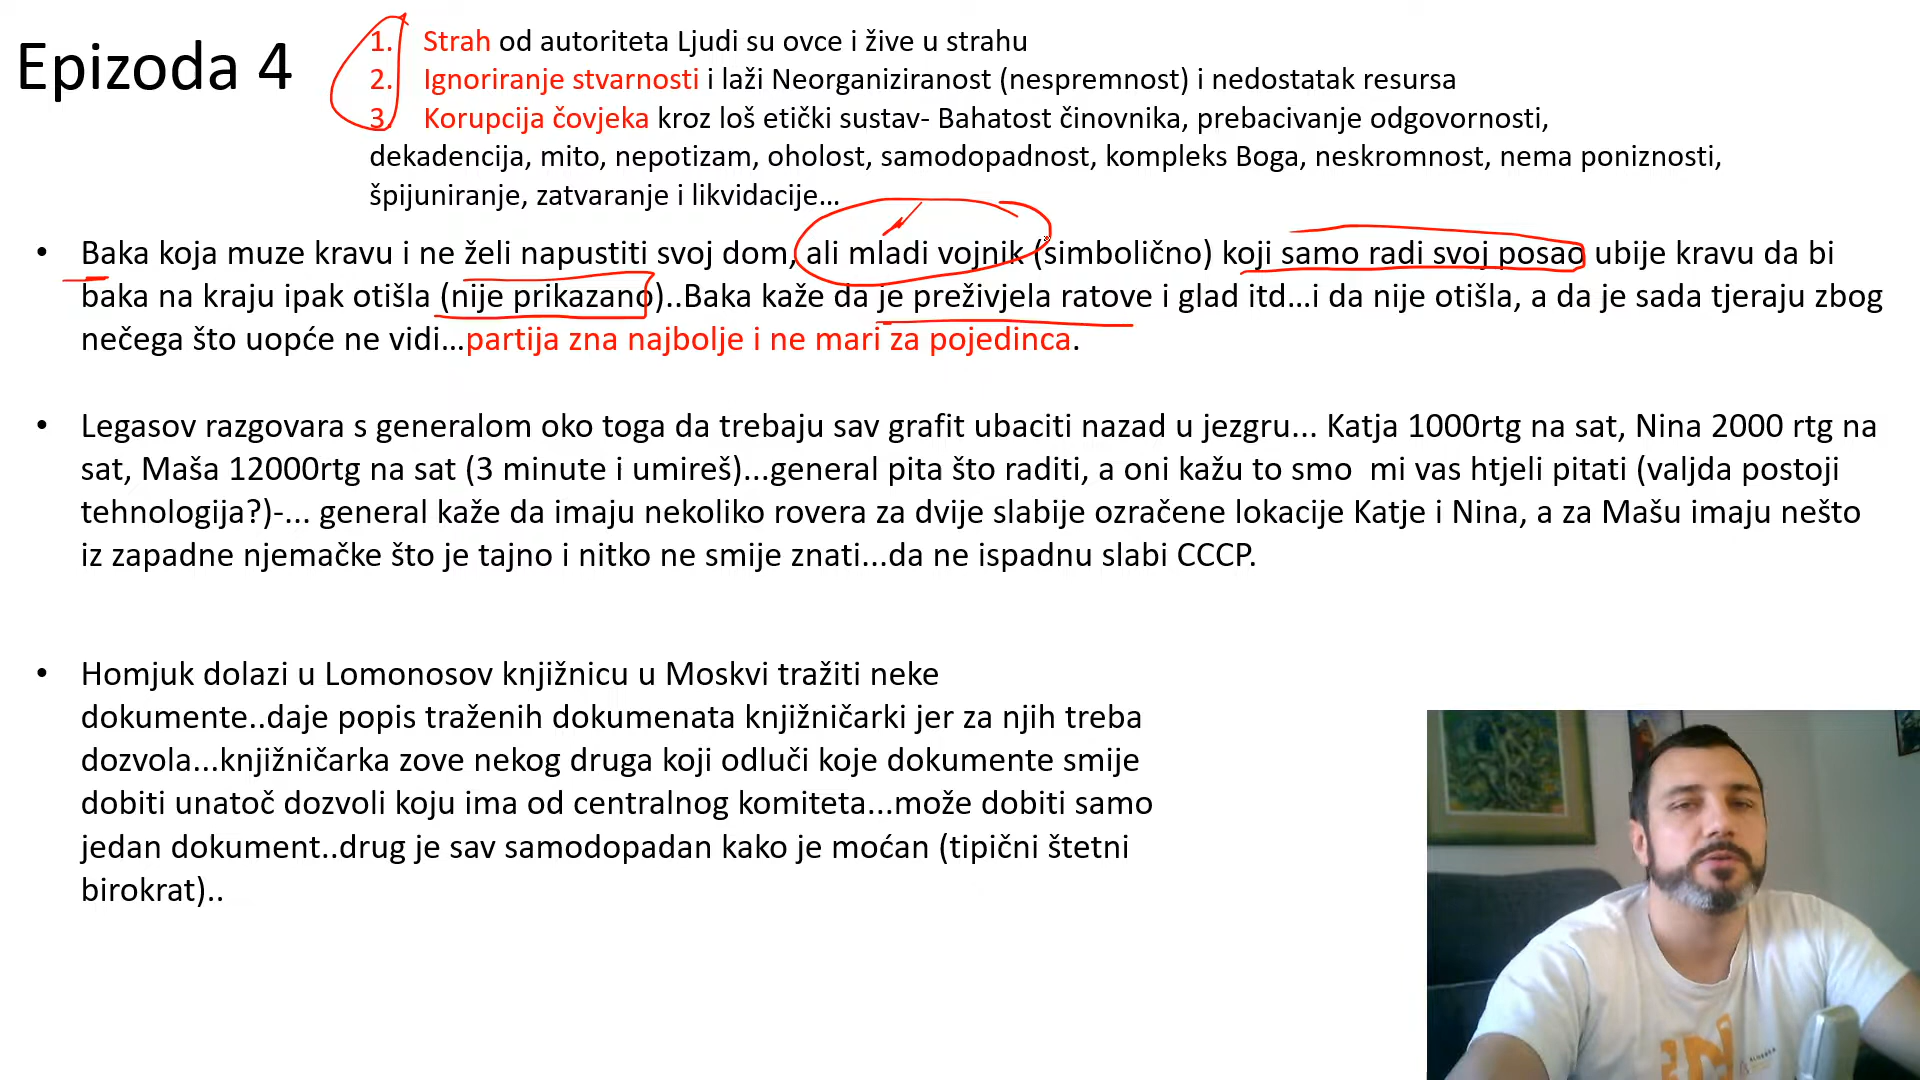 Epizoda 4
1. Strah od autoriteta Ljudi su ovce i žive u strahu
2. Ignoriranje stvarnosti i laži Neorganiziranost (nespremnost) i nedostatak resursa
3. Korupcija čovjeka kroz loš etički sustav- Bahatost činovnika, prebacivanje odgovornosti,
dekadencija, mito, nepotizam, oholost, samodopadnost, kompleks Boga, neskromnost, nema poniznosti,
špijuniranje, zatvaranje i likvidacije...
• Baka koja muze kravu i ne želi napustiti svoj dom, ali mladi vojnik (simbolično) koji samo radi svoj posao ubije kravu da bi
baka na kraju ipak otišla (nije prikazano)..Baka kaže da je preživjela ratove i glad itd...i da nije otišla, a da je sada tjeraju zbog
nečega što uopće ne vidi...partija zna najbolje i ne mari za pojedinca.
• Legasov razgovara s generalom oko toga da trebaju sav grafit ubaciti nazad u jezgru... Katja 1000rtg na sat, Nina 2000 rtg na
sat, Maša 12000rtg na sat (3 minute i umireš)...general pita što raditi, a oni kažu to smo mi vas htjeli pitati (valjda postoji
tehnologija?)-... general kaže da imaju nekoliko rovera za dvije slabije ozračene lokacije Katje i Nina, a za Mašu imaju nešto
iz zapadne njemačke što je tajno i nitko ne smije znati...da ne ispadnu slabi CCCP.
• Homjuk dolazi u Lomonosov knjižnicu u Moskvi tražiti neke
dokumente..daje popis traženih dokumenata knjižničarki jer za njih treba
dozvola...knjižničarka zove nekog druga koji odluči koje dokumente smije
dobiti unatoč dozvoli koju ima od centralnog komiteta...može dobiti samo
jedan dokument..drug je sav samodopadan kako je moćan (tipični štetni
birokrat)..